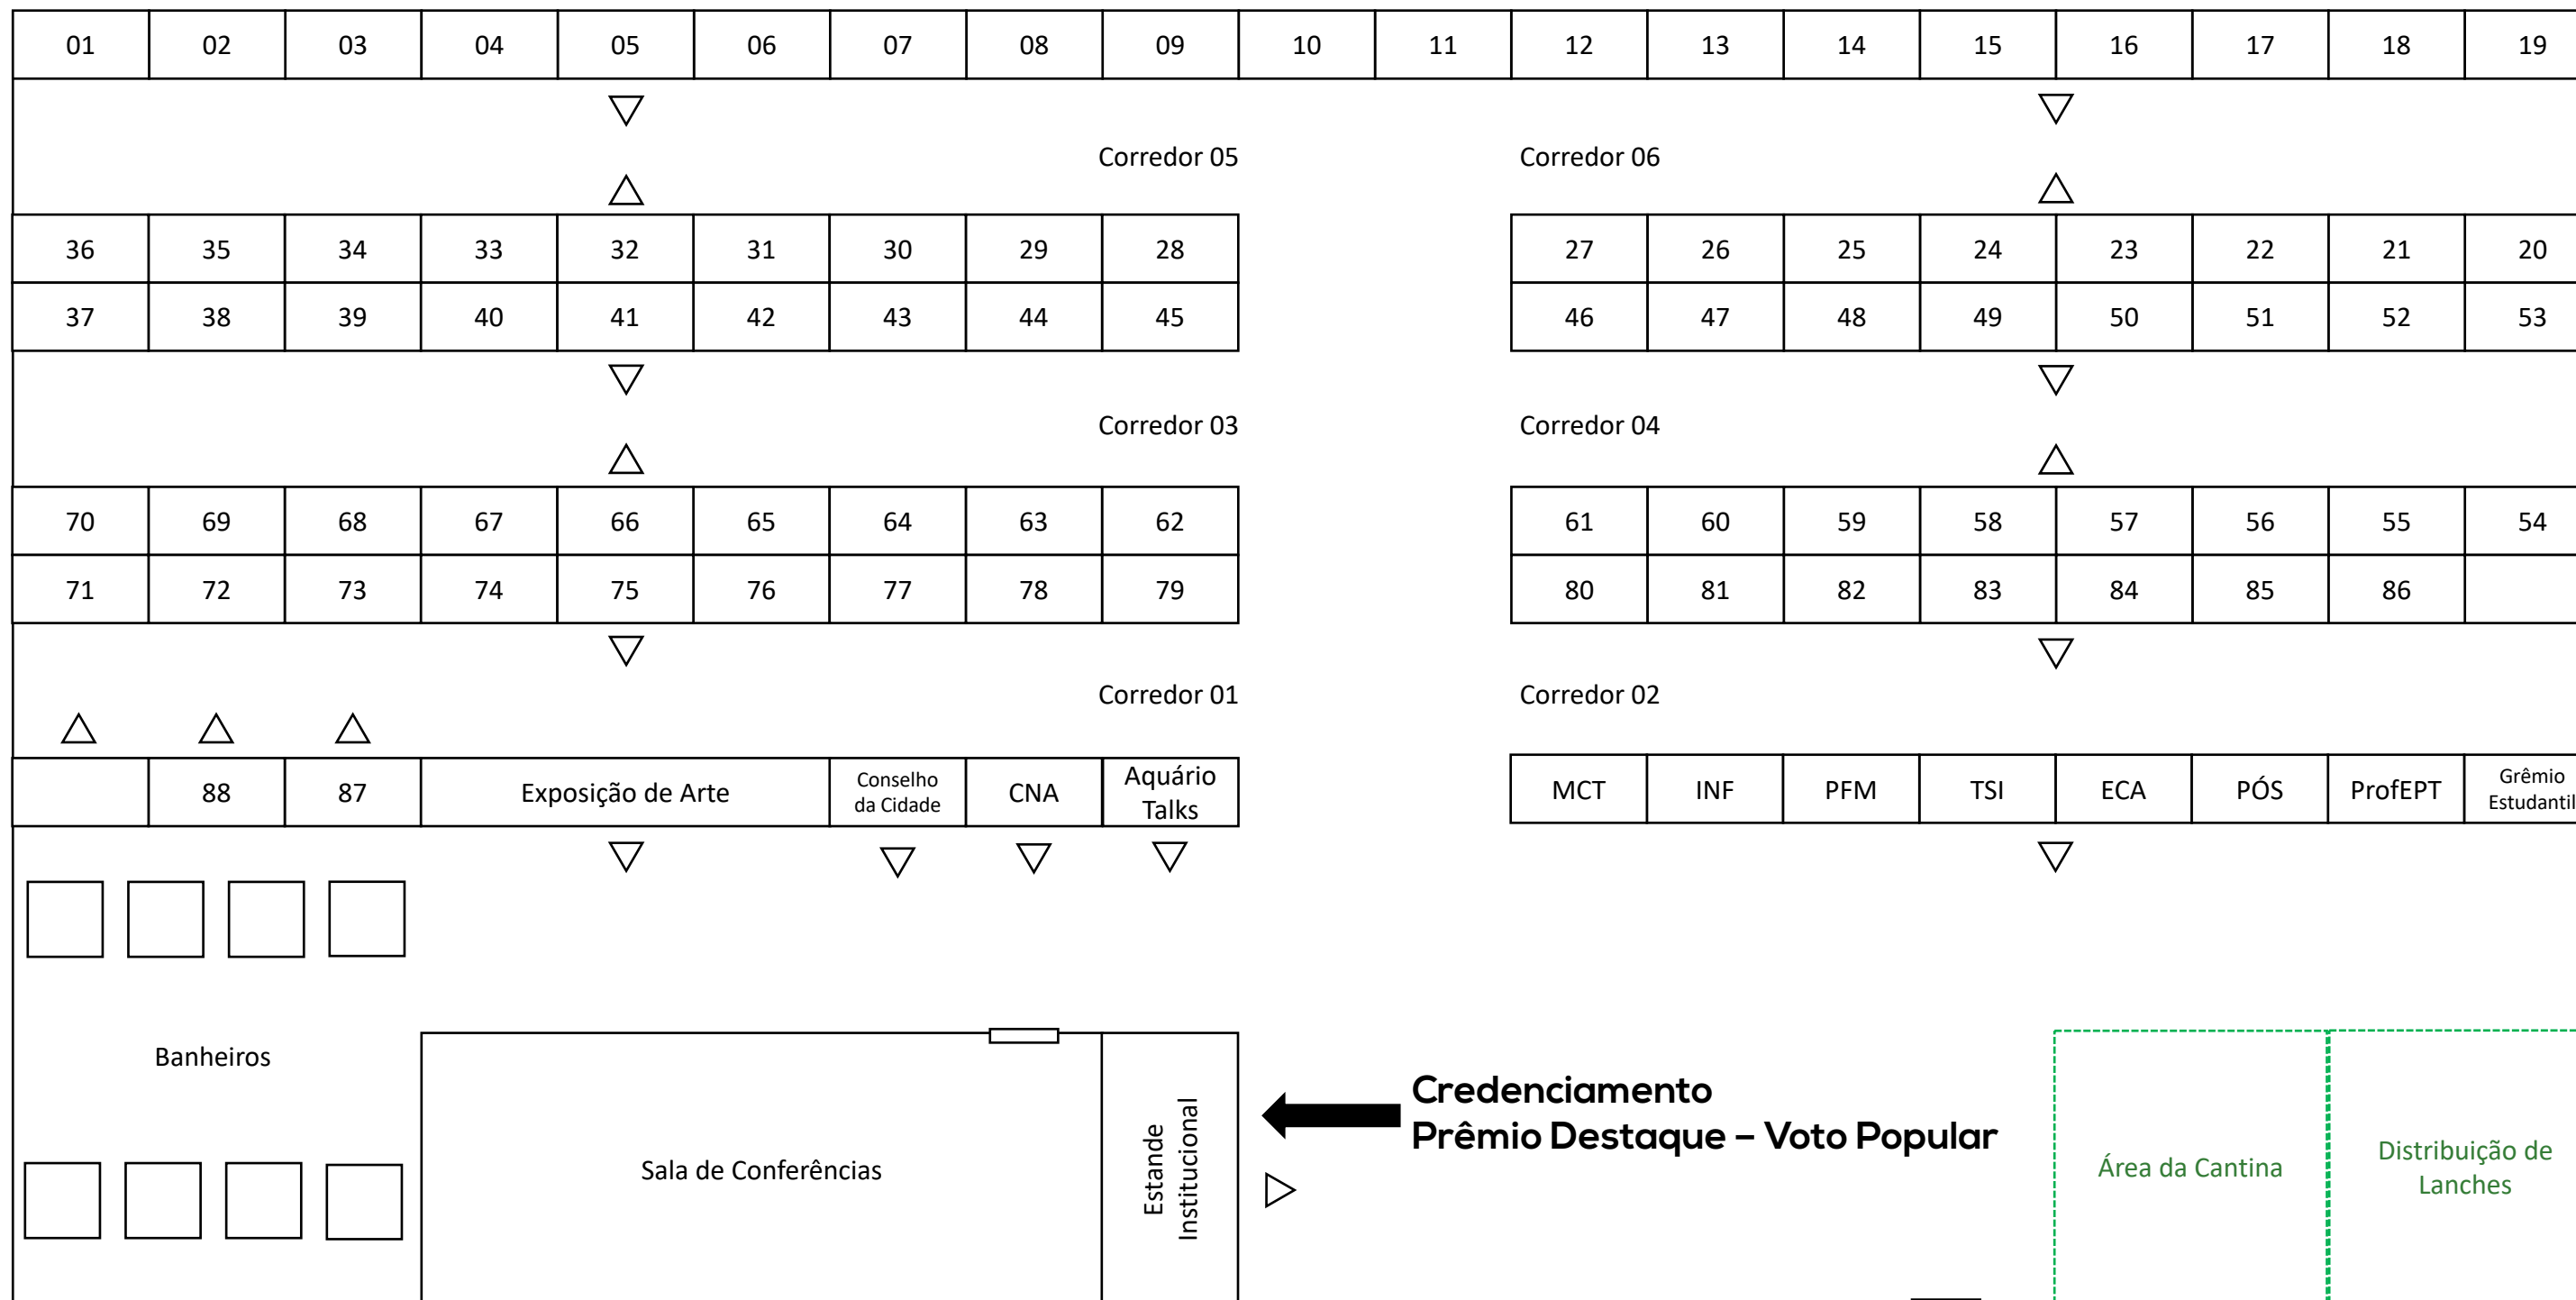 01 02 03 04 05 06 07 08 09 10 11 12 13 14 15 16 17 18 19
Corredor 05 Corredor 06
36 35 34 33 32 31 30 29 28 27 26 25 24 23 22 21 20
37 38 39 40 41 42 43 44 45 46 47 48 49 50 51 52 53
Corredor 03 Corredor 04
70 69 68 67 66 65 64 63 62 61 60 59 58 57 56 55 54
71 72 73 74 75 76 77 78 79 80 81 82 83 84 85 86
Corredor 01 Corredor 02
88 87 Exposição de Arte
Conselho
da Cidade
CNA
Aquário
Talks
MCT INF PFM TSI ECA PÓS ProfEPT
Grêmio
Estudantil
Banheiros
Sala de Conferências
Estande
Institucional
Credenciamento
Prêmio Destaque – Voto Popular
Área da Cantina
Distribuição de
Lanches